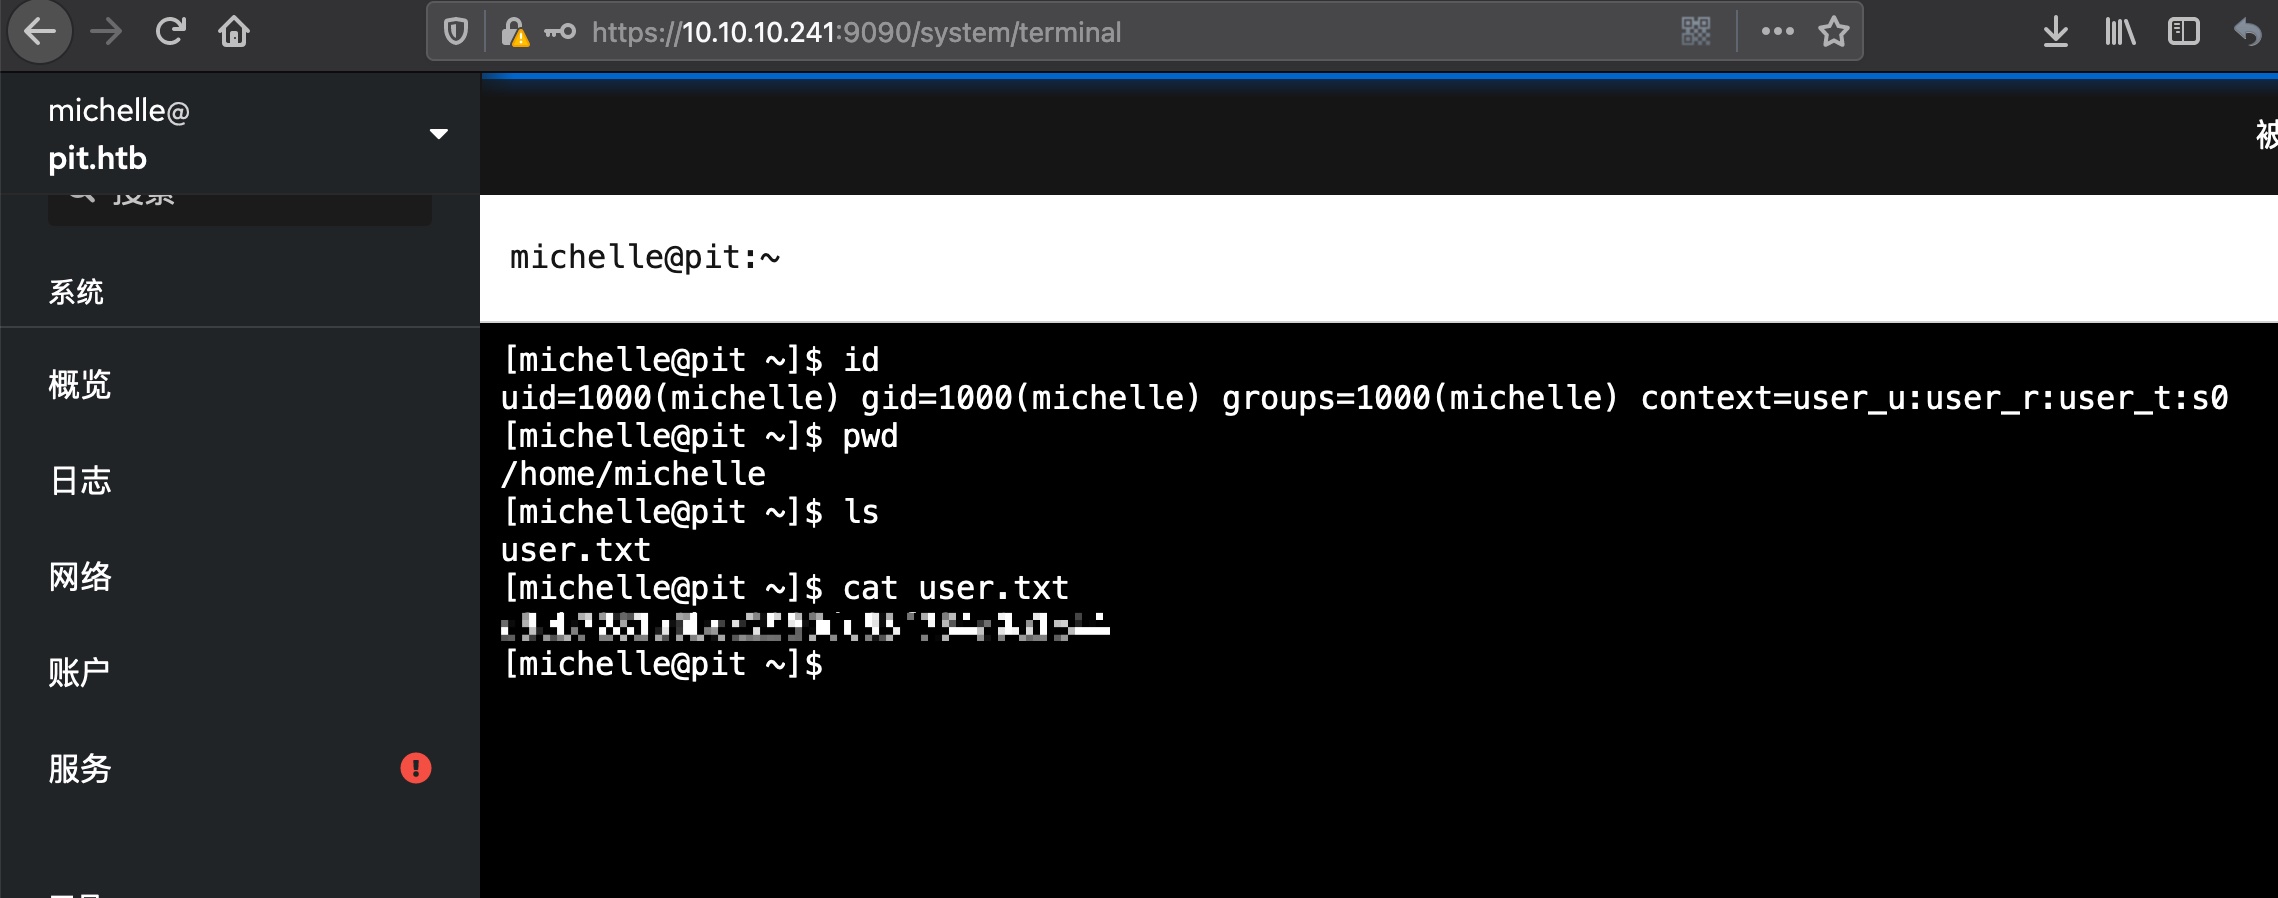 https://10.10.10.241:9090/system/terminal
michelle@
pit.htb
搜索
系统
概览
日志
网络
账户
服务
被
michelle@pit:~
[michelle@pit ~]$ id
uid=1000(michelle) gid=1000(michelle) groups=1000(michelle) context=user_u:user_r:user_t:s0
[michelle@pit ~]$ pwd
/home/michelle
[michelle@pit ~]$ ls
user.txt
[michelle@pit ~]$ cat user.txt
[michelle@pit ~]$